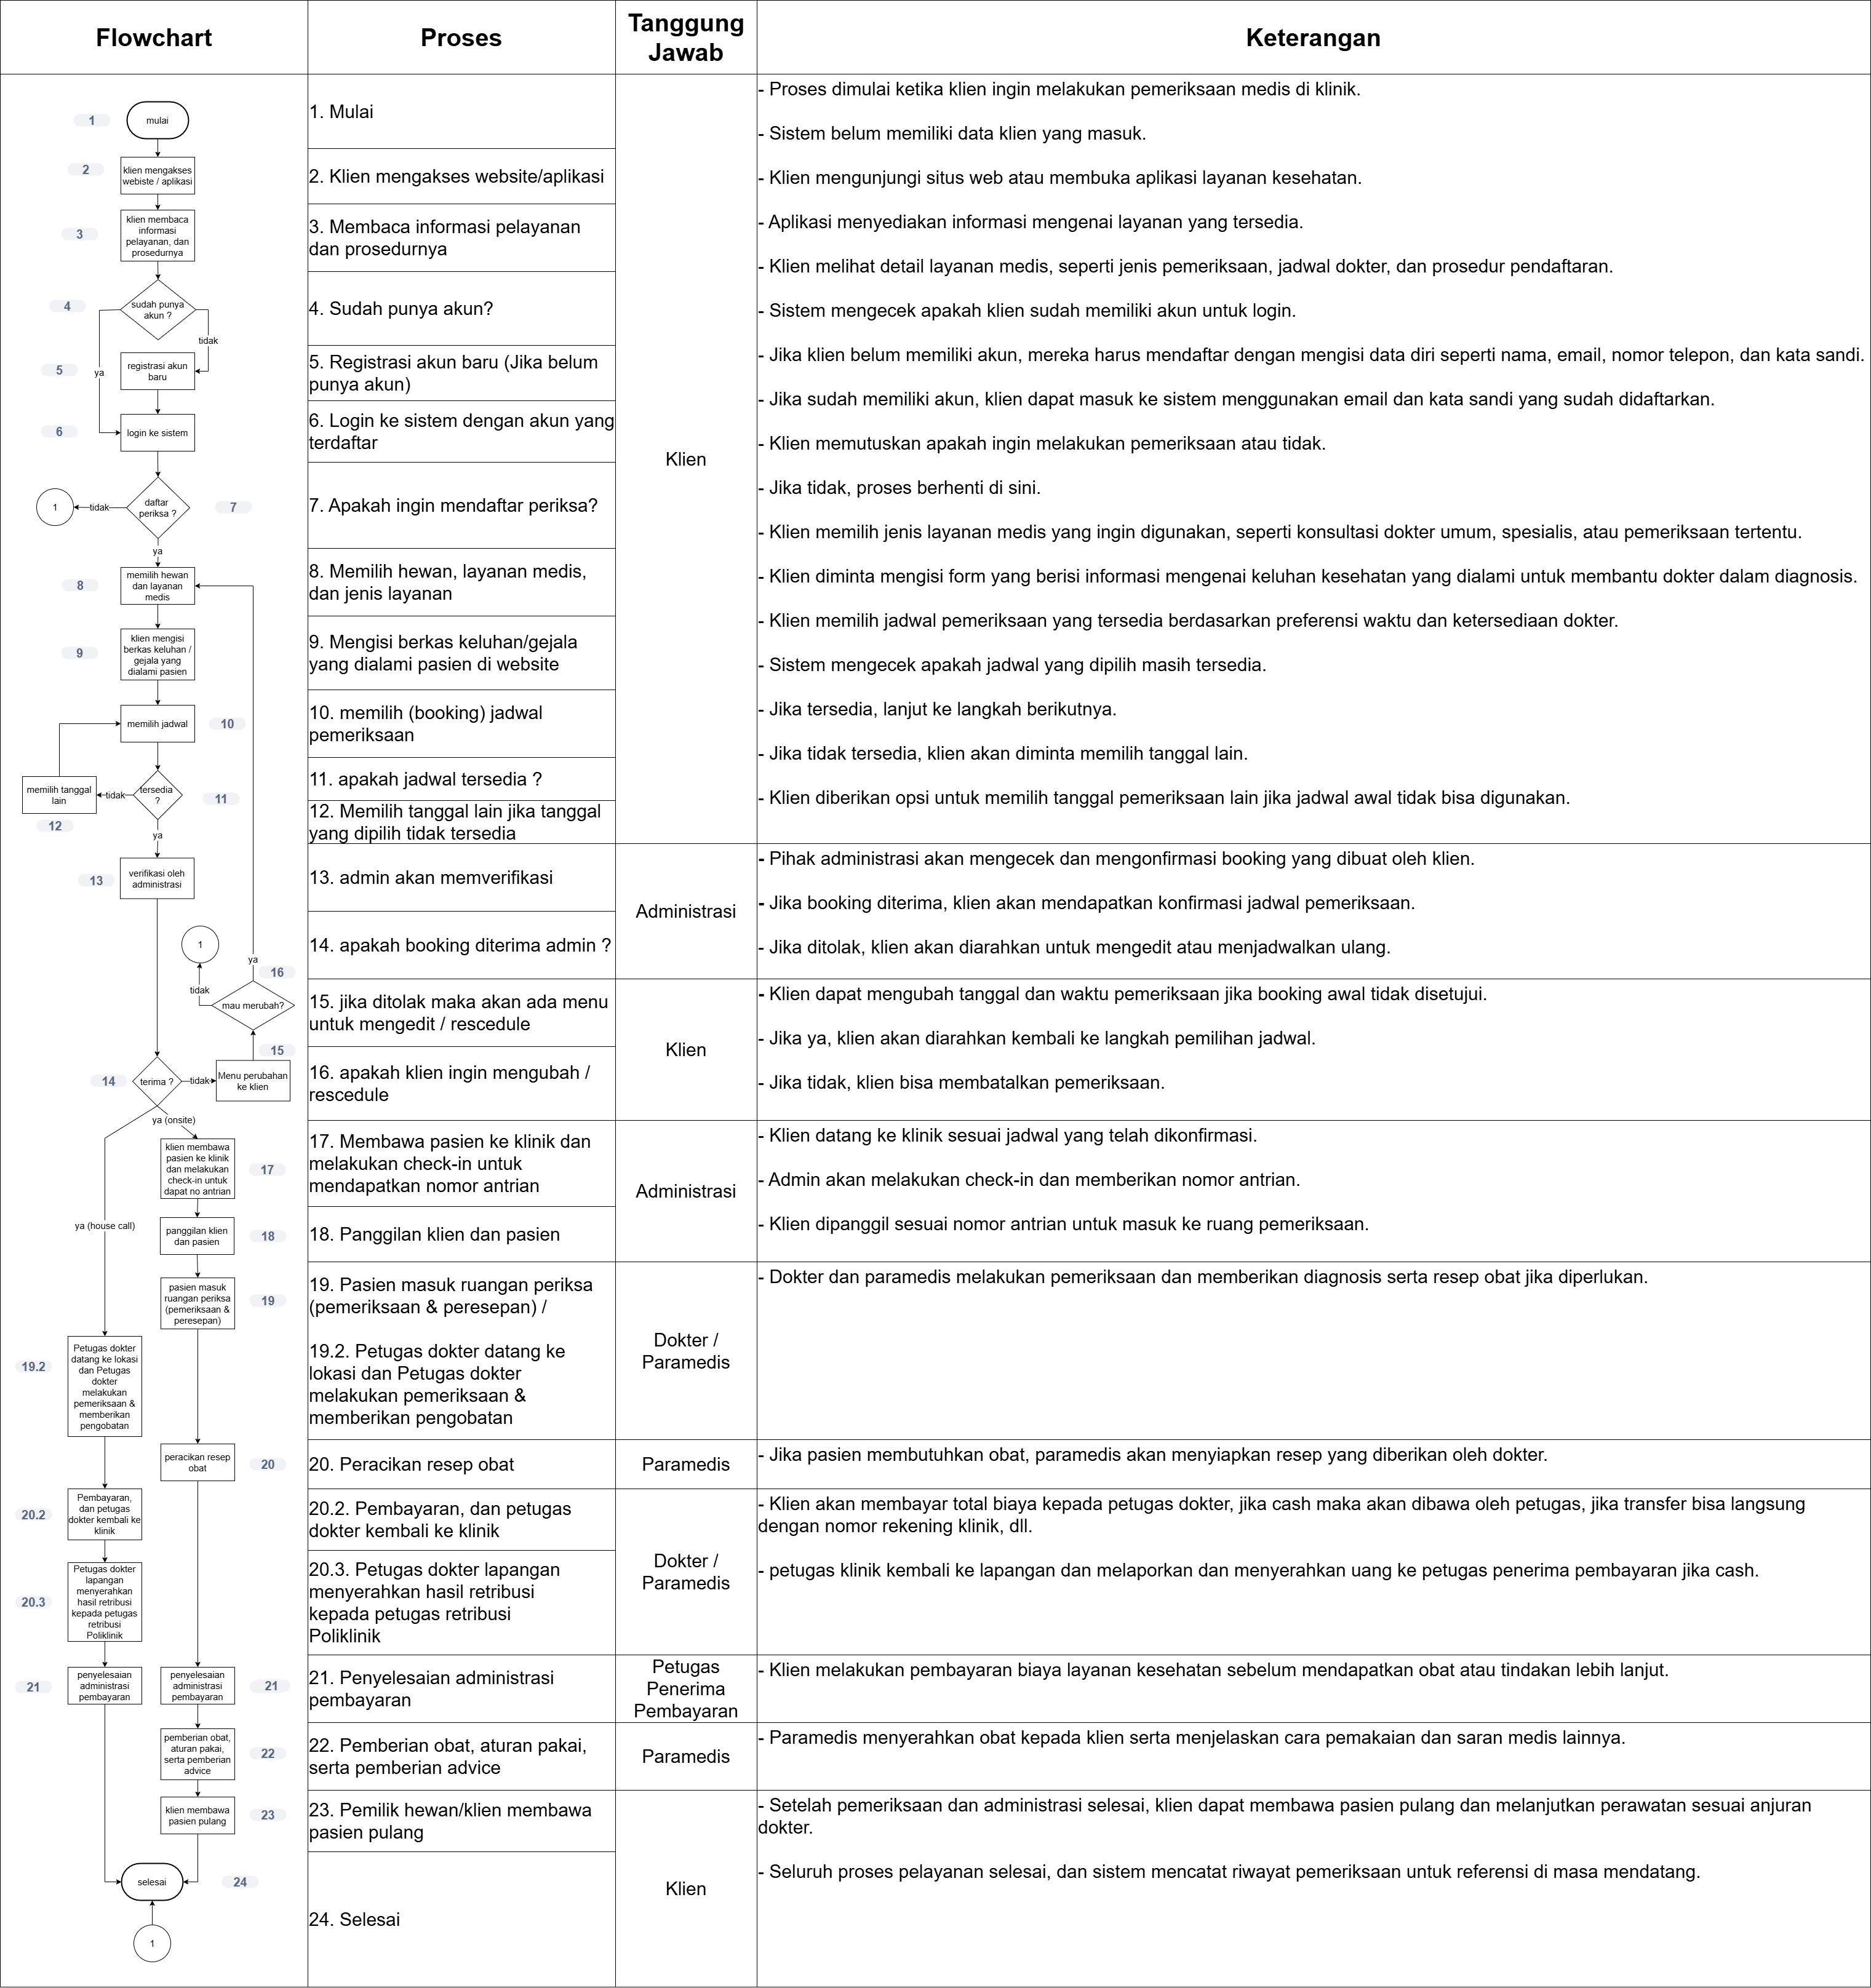 Flowchart
Proses
Tanggung
Jawab
Keterangan
1
mulai
2
klien mengakses
webiste / aplikasi
3
klien membaca
informasi
pelayanan, dan
prosedurnya
4
sudah punya
akun ?
tidak
ya
5
registrasi akun
baru
6
login ke sistem
1
tidak
daftar
periksa ?
7
ya
8
memilih hewan
dan layanan
medis
9
klien mengisi
berkas keluhan /
gejala yang
dialami pasien
memilih jadwal
10
memilih tanggal
lain
tidak
tersedia
?
11
12
ya
13
verifikasi oleh
administrasi
1
ya
16
tidak
mau merubah?
15
14
terima ?
tidak
Menu perubahan
ke klien
ya (onsite)
klien membawa
pasien ke klinik
dan melakukan
check-in untuk
dapat no antrian
17
ya (house call)
panggilan klien
dan pasien
18
pasien masuk
ruangan periksa
(pemeriksaan &
peresepan)
19
19.2
Petugas dokter
datang ke lokasi
dan Petugas
dokter
melakukan
pemeriksaan &
memberikan
pengobatan
peracikan resep
obat
20
20.2
Pembayaran,
dan petugas
dokter kembali ke
klinik
20.3
Petugas dokter
lapangan
menyerahkan
hasil retribusi
kepada petugas
retribusi
Poliklinik
21
penyelesaian
administrasi
pembayaran
penyelesaian
administrasi
pembayaran
21
pemberian obat,
aturan pakai,
serta pemberian
advice
22
klien membawa
pasien pulang
23
selesai
24
1
1. Mulai
2. Klien mengakses website/aplikasi
3. Membaca informasi pelayanan
dan prosedurnya
4. Sudah punya akun?
5. Registrasi akun baru (Jika belum
punya akun)
6. Login ke sistem dengan akun yang
terdaftar
7. Apakah ingin mendaftar periksa?
8. Memilih hewan, layanan medis,
dan jenis layanan
9. Mengisi berkas keluhan/gejala
yang dialami pasien di website
10. memilih (booking) jadwal
pemeriksaan
11. apakah jadwal tersedia ?
12. Memilih tanggal lain jika tanggal
yang dipilih tidak tersedia
Klien
- Proses dimulai ketika klien ingin melakukan pemeriksaan medis di klinik.
- Sistem belum memiliki data klien yang masuk.
- Klien mengunjungi situs web atau membuka aplikasi layanan kesehatan.
- Aplikasi menyediakan informasi mengenai layanan yang tersedia.
- Klien melihat detail layanan medis, seperti jenis pemeriksaan, jadwal dokter, dan prosedur pendaftaran.
- Sistem mengecek apakah klien sudah memiliki akun untuk login.
- Jika klien belum memiliki akun, mereka harus mendaftar dengan mengisi data diri seperti nama, email, nomor telepon, dan kata sandi.
- Jika sudah memiliki akun, klien dapat masuk ke sistem menggunakan email dan kata sandi yang sudah didaftarkan.
- Klien memutuskan apakah ingin melakukan pemeriksaan atau tidak.
- Jika tidak, proses berhenti di sini.
- Klien memilih jenis layanan medis yang ingin digunakan, seperti konsultasi dokter umum, spesialis, atau pemeriksaan tertentu.
- Klien diminta mengisi form yang berisi informasi mengenai keluhan kesehatan yang dialami untuk membantu dokter dalam diagnosis.
- Klien memilih jadwal pemeriksaan yang tersedia berdasarkan preferensi waktu dan ketersediaan dokter.
- Sistem mengecek apakah jadwal yang dipilih masih tersedia.
- Jika tersedia, lanjut ke langkah berikutnya.
- Jika tidak tersedia, klien akan diminta memilih tanggal lain.
- Klien diberikan opsi untuk memilih tanggal pemeriksaan lain jika jadwal awal tidak bisa digunakan.
13. admin akan memverifikasi
14. apakah booking diterima admin ?
Administrasi
- Pihak administrasi akan mengecek dan mengonfirmasi booking yang dibuat oleh klien.
- Jika booking diterima, klien akan mendapatkan konfirmasi jadwal pemeriksaan.
- Jika ditolak, klien akan diarahkan untuk mengedit atau menjadwalkan ulang.
15. jika ditolak maka akan ada menu
untuk mengedit / rescedule
16. apakah klien ingin mengubah /
rescedule
Klien
- Klien dapat mengubah tanggal dan waktu pemeriksaan jika booking awal tidak disetujui.
- Jika ya, klien akan diarahkan kembali ke langkah pemilihan jadwal.
- Jika tidak, klien bisa membatalkan pemeriksaan.
17. Membawa pasien ke klinik dan
melakukan check-in untuk
mendapatkan nomor antrian
18. Panggilan klien dan pasien
Administrasi
- Klien datang ke klinik sesuai jadwal yang telah dikonfirmasi.
- Admin akan melakukan check-in dan memberikan nomor antrian.
- Klien dipanggil sesuai nomor antrian untuk masuk ke ruang pemeriksaan.
19. Pasien masuk ruangan periksa
(pemeriksaan & peresepan) /
19.2. Petugas dokter datang ke
lokasi dan Petugas dokter
melakukan pemeriksaan &
memberikan pengobatan
Dokter /
Paramedis
- Dokter dan paramedis melakukan pemeriksaan dan memberikan diagnosis serta resep obat jika diperlukan.
20. Peracikan resep obat
Paramedis
- Jika pasien membutuhkan obat, paramedis akan menyiapkan resep yang diberikan oleh dokter.
20.2. Pembayaran, dan petugas
dokter kembali ke klinik
20.3. Petugas dokter lapangan
menyerahkan hasil retribusi
kepada petugas retribusi
Poliklinik
Dokter /
Paramedis
- Klien akan membayar total biaya kepada petugas dokter, jika cash maka akan dibawa oleh petugas, jika transfer bisa langsung
dengan nomor rekening klinik, dll.
- petugas klinik kembali ke lapangan dan melaporkan dan menyerahkan uang ke petugas penerima pembayaran jika cash.
21. Penyelesaian administrasi
pembayaran
Petugas
Penerima
Pembayaran
- Klien melakukan pembayaran biaya layanan kesehatan sebelum mendapatkan obat atau tindakan lebih lanjut.
22. Pemberian obat, aturan pakai,
serta pemberian advice
Paramedis
- Paramedis menyerahkan obat kepada klien serta menjelaskan cara pemakaian dan saran medis lainnya.
23. Pemilik hewan/klien membawa
pasien pulang
24. Selesai
Klien
- Setelah pemeriksaan dan administrasi selesai, klien dapat membawa pasien pulang dan melanjutkan perawatan sesuai anjuran
dokter.
- Seluruh proses pelayanan selesai, dan sistem mencatat riwayat pemeriksaan untuk referensi di masa mendatang.